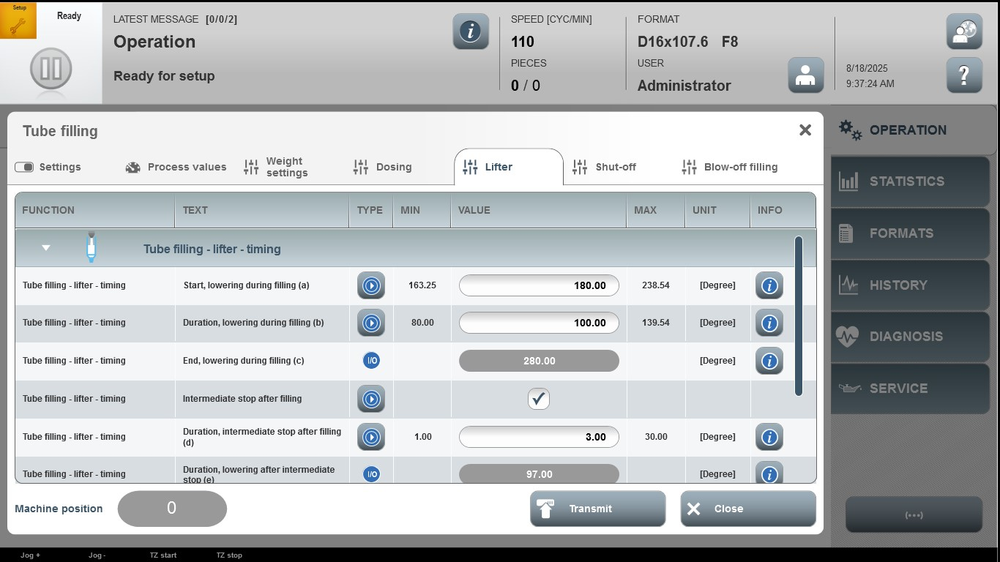 Setup
Ready
LATEST MESSAGE [0/0/2]
Operation
Ready for setup
i
SPEED [CYC/MIN]
110
PIECES
0 / 0
FORMAT
D16x107.6 F8
USER
Administrator
8/18/2025
9:37:24 AM
?
Tube filling
Settings
Process values
Weight
settings
Dosing
Lifter
Shut-off
Blow-off filling
FUNCTION TEXT TYPE MIN VALUE MAX UNIT INFO
Tube filling - lifter - timing
Tube filling - lifter - timing Start, lowering during filling (a) 163.25 180.00 238.54 [Degree] i
Tube filling - lifter - timing Duration, lowering during filling (b) 80.00 100.00 139.54 [Degree] i
Tube filling - lifter - timing End, lowering during filling (c) I/O 280.00 [Degree] i
Tube filling - lifter - timing Intermediate stop after filling
Tube filling - lifter - timing Duration, intermediate stop after filling
(d) 1.00 3.00 30.00 [Degree] i
Tube filling - lifter - timing Duration, lowering after intermediate
stop (e) I/O 97.00 [Degree] i
Machine position 0
Transmit
Close
OPERATION
STATISTICS
FORMATS
HISTORY
DIAGNOSIS
SERVICE
(...)
Jog + Jog - TZ start TZ stop